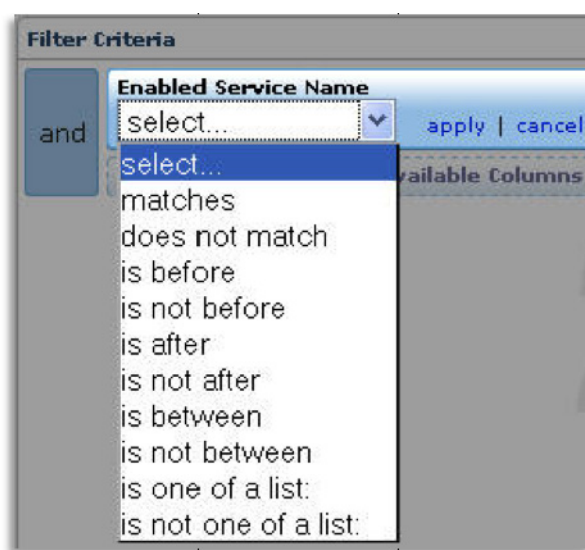 Filter Criteria
Enabled Service Name
and
select...
apply | cancel
select...
vailable Columns
matches
does not match
is before
is not before
is after
is not after
is between
is not between
is one of a list:
is not one of a list: